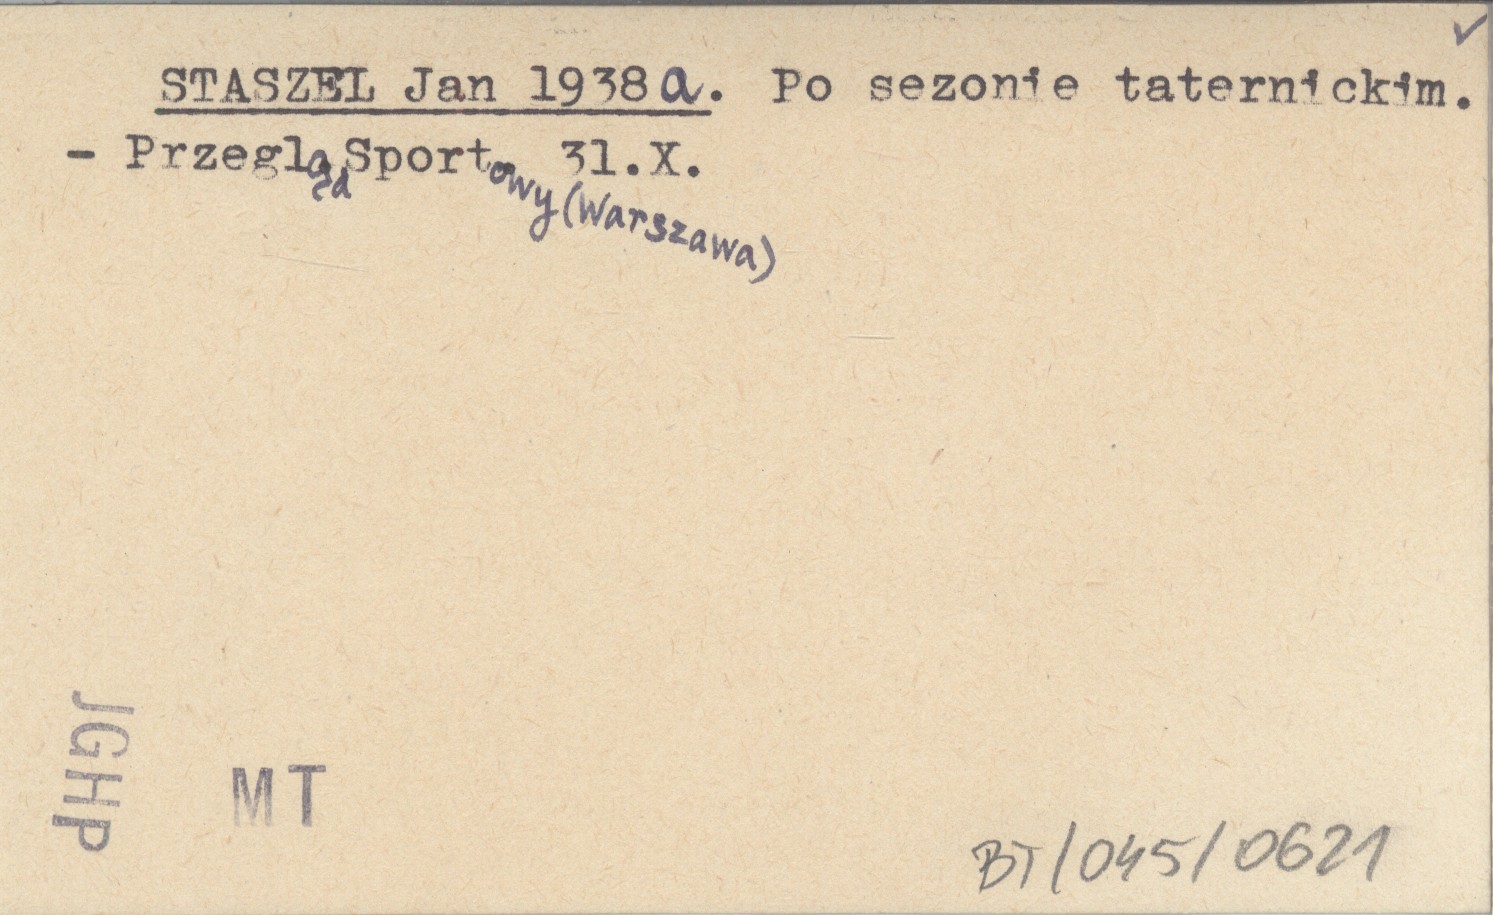 STASZEL Jan 1938a. Po sezonie taternickim.
- Przegląd Sportowy (Warszawa) 31.X.
JGHP
MT
BT/045/0621